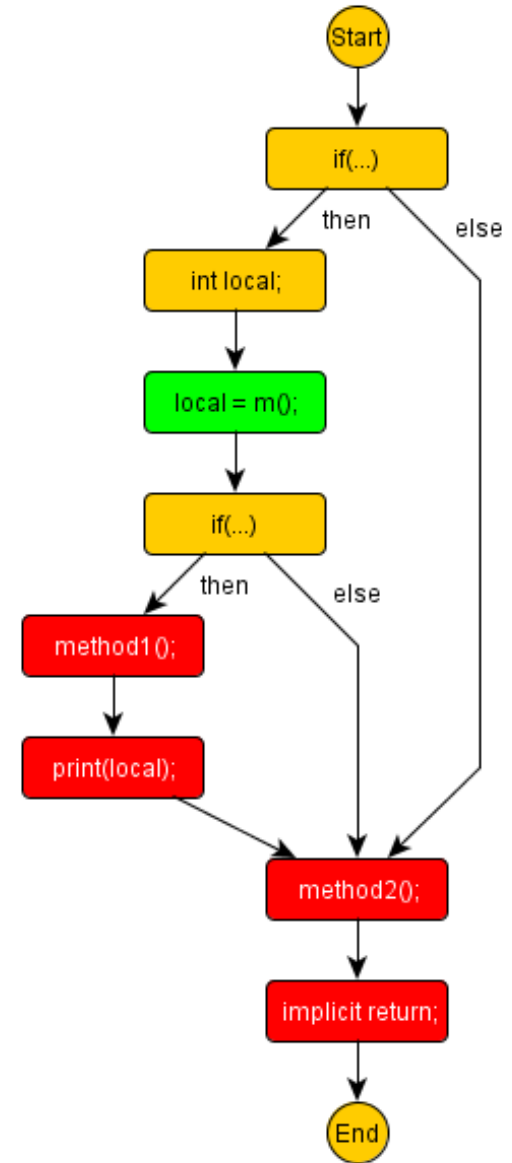 Start
if(...)
then
else
int local;
local = m();
if(...)
then
else
method1();
print(local);
method2();
implicit return;
End